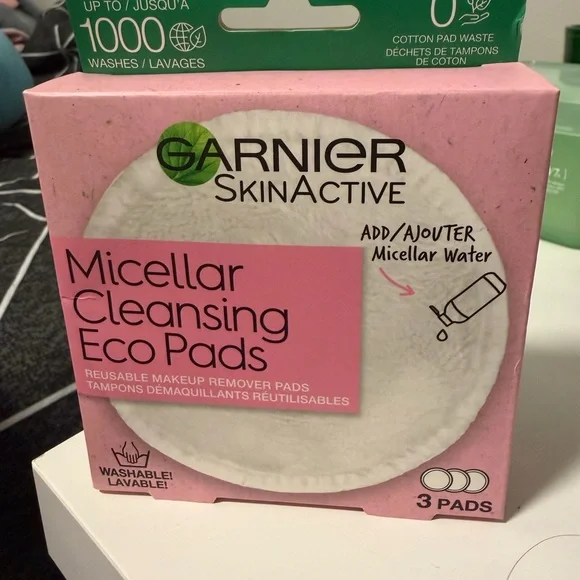 UP TO / JUSQU'À
1000
WASHES / LAVAGES
0
COTTON PAD WASTE
DÉCHETS DE TAMPONS
DE COTON
GARNIER
SKINACTIVE
ADD/AJOUTER
Micellar Water
Micellar
Cleansing
Eco Pads
REUSABLE MAKEUP REMOVER PADS
TAMPONS DÉMAQUILLANTS RÉUTILISABLES
WASHABLE!
LAVABLE!
3 PADS